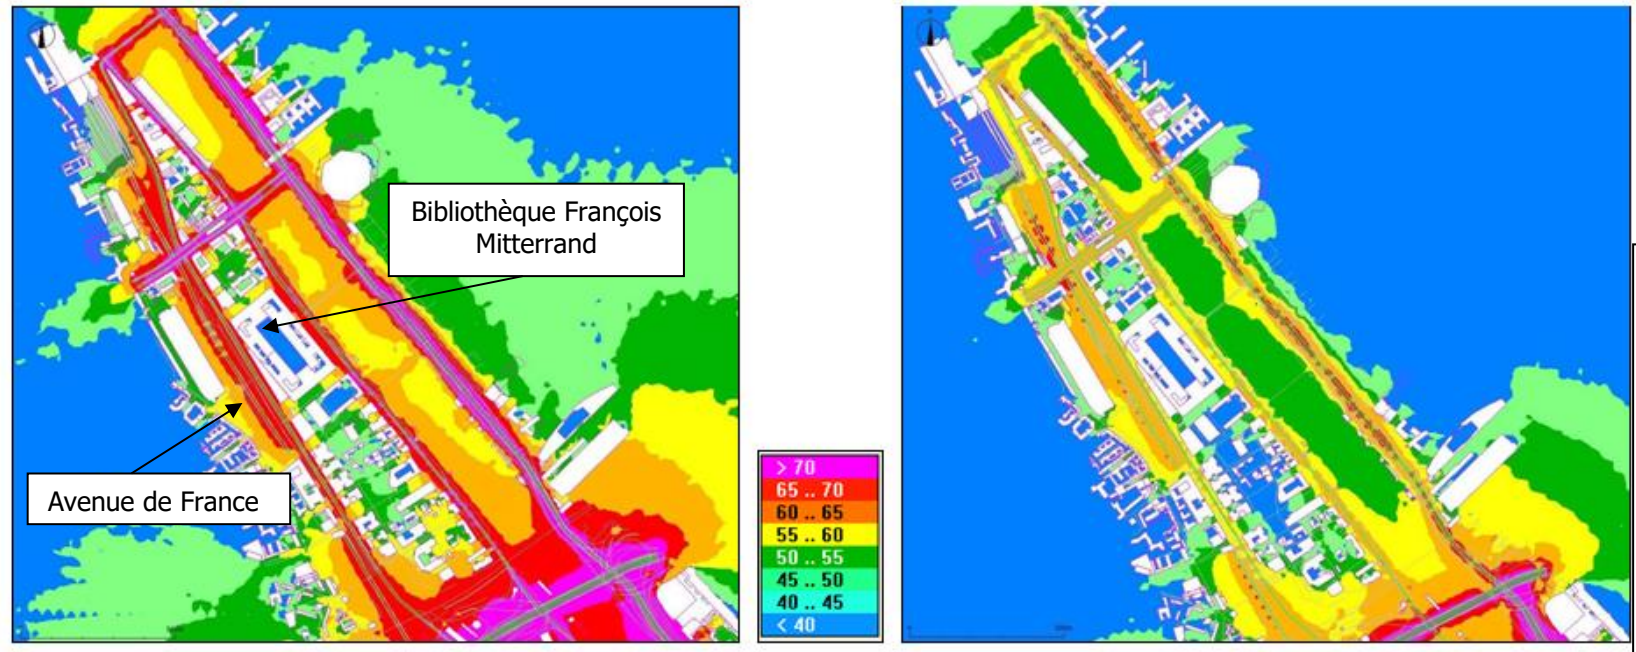 Bibliothèque François
Mitterrand
Avenue de France
> 70
65 .. 70
60 .. 65
55 .. 60
50 .. 55
45 .. 50
40 .. 45
< 40